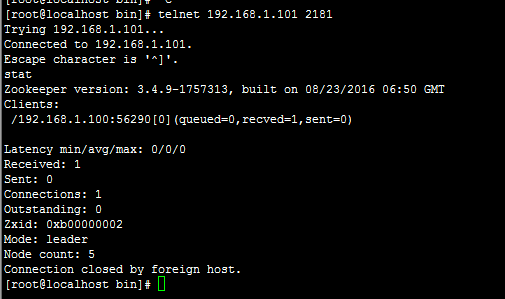 [root@localhost bin]# ^C
[root@localhost bin]# telnet 192.168.1.101 2181
Trying 192.168.1.101...
Connected to 192.168.1.101.
Escape character is '^]'.
stat
Zookeeper version: 3.4.9-1757313, built on 08/23/2016 06:50 GMT
Clients:
 /192.168.1.100:56290[0](queued=0,recved=1,sent=0)

Latency min/avg/max: 0/0/0
Received: 1
Sent: 0
Connections: 1
Outstanding: 0
Zxid: 0xb00000002
Mode: leader
Node count: 5
Connection closed by foreign host.
[root@localhost bin]#